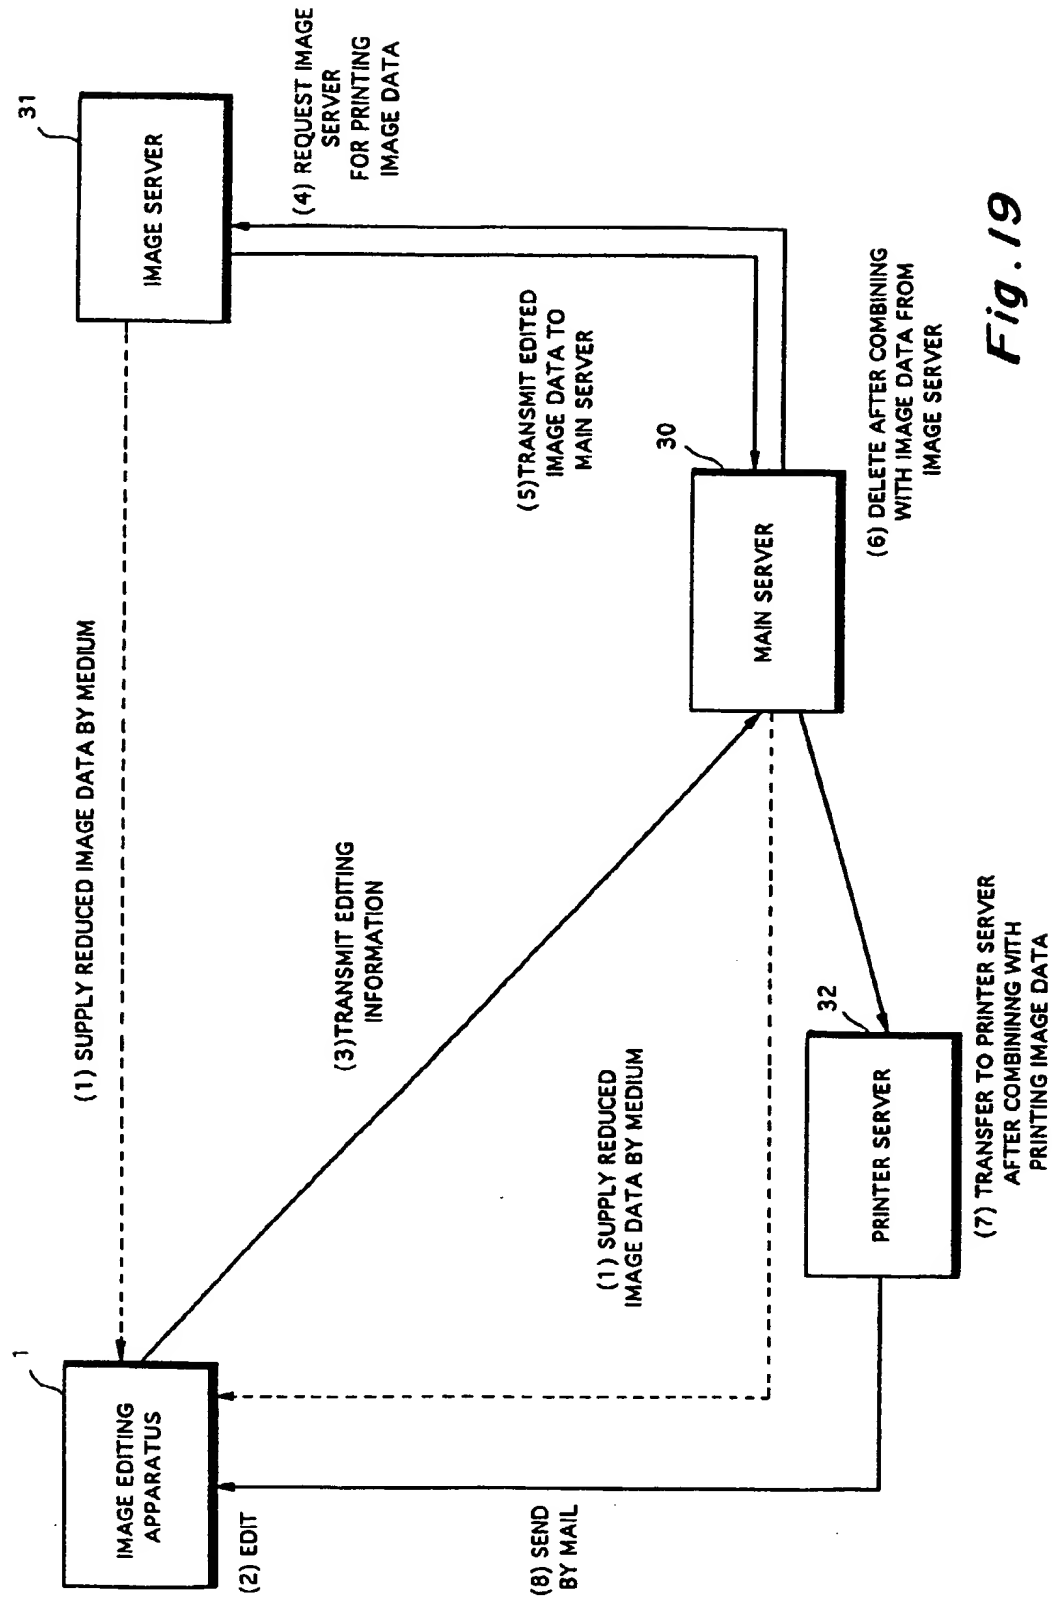 1
IMAGE EDITING
APPARATUS
(2) EDIT
(1) SUPPLY REDUCED IMAGE DATA BY MEDIUM
31
IMAGE SERVER
(4) REQUEST IMAGE
SERVER
FOR PRINTING
IMAGE DATA
(3)TRANSMIT EDITING
INFORMATION
(5)TRANSMIT EDITED
IMAGE DATA TO
MAIN SERVER
(1) SUPPLY REDUCED
IMAGE DATA BY MEDIUM
30
MAIN SERVER
(6) DELETE AFTER COMBINING
WITH IMAGE DATA FROM
IMAGE SERVER
(8) SEND
BY MAIL
32
PRINTER SERVER
(7) TRANSFER TO PRINTER SERVER
AFTER COMBININNG WITH
PRINTING IMAGE DATA
Fig.19